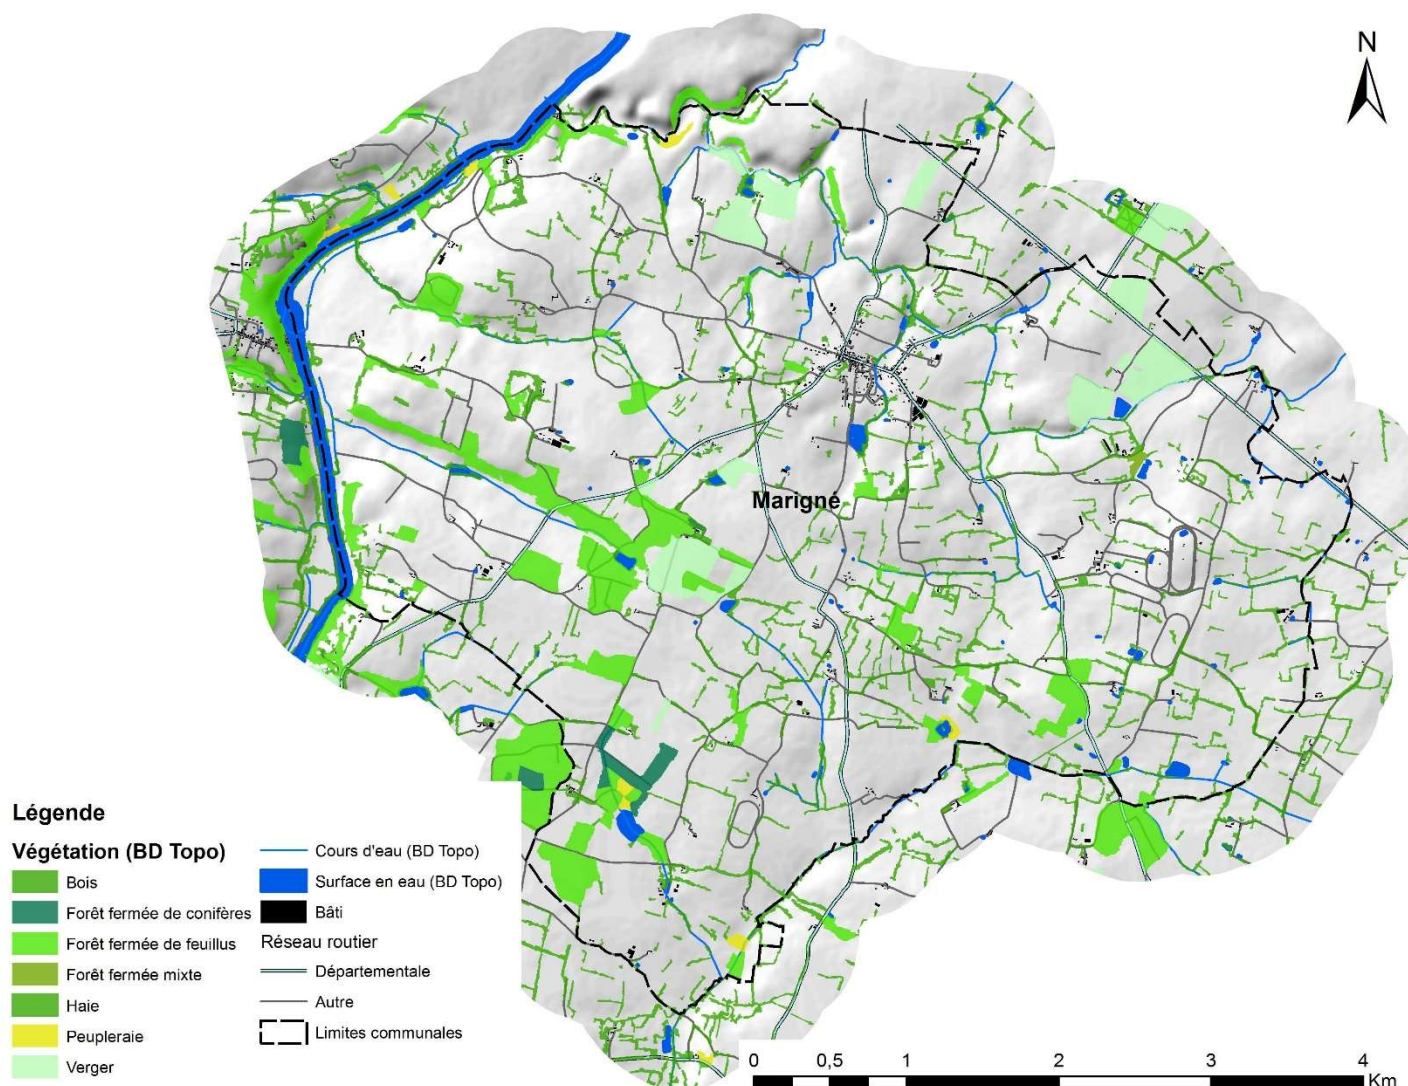 N
Marigné
Légende
Végétation (BD Topo)
Bois
Forêt fermée de conifères
Forêt fermée de feuillus
Forêt fermée mixte
Haie
Peupleraie
Verger
Cours d'eau (BD Topo)
Surface en eau (BD Topo)
Bâti
Réseau routier
Départementale
Autre
Limites communales
0 0,5 1 2 3 4
Km